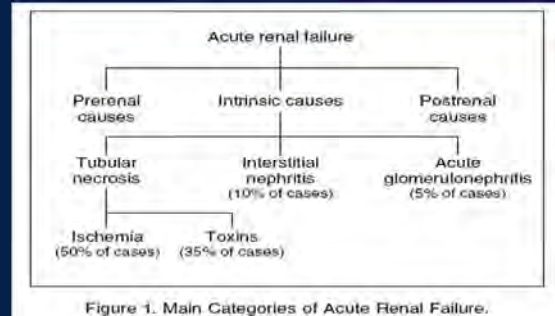 Acute renal failure
Prerenal causes
Intrinsic causes
Postrenal causes
Tubular necrosis
Interstitial nephritis
(10% of cases)
Acute glomerulonephritis
(5% of cases)
Ischemia
(50% of cases)
Toxins
(35% of cases)
Figure 1. Main Categories of Acute Renal Failure.